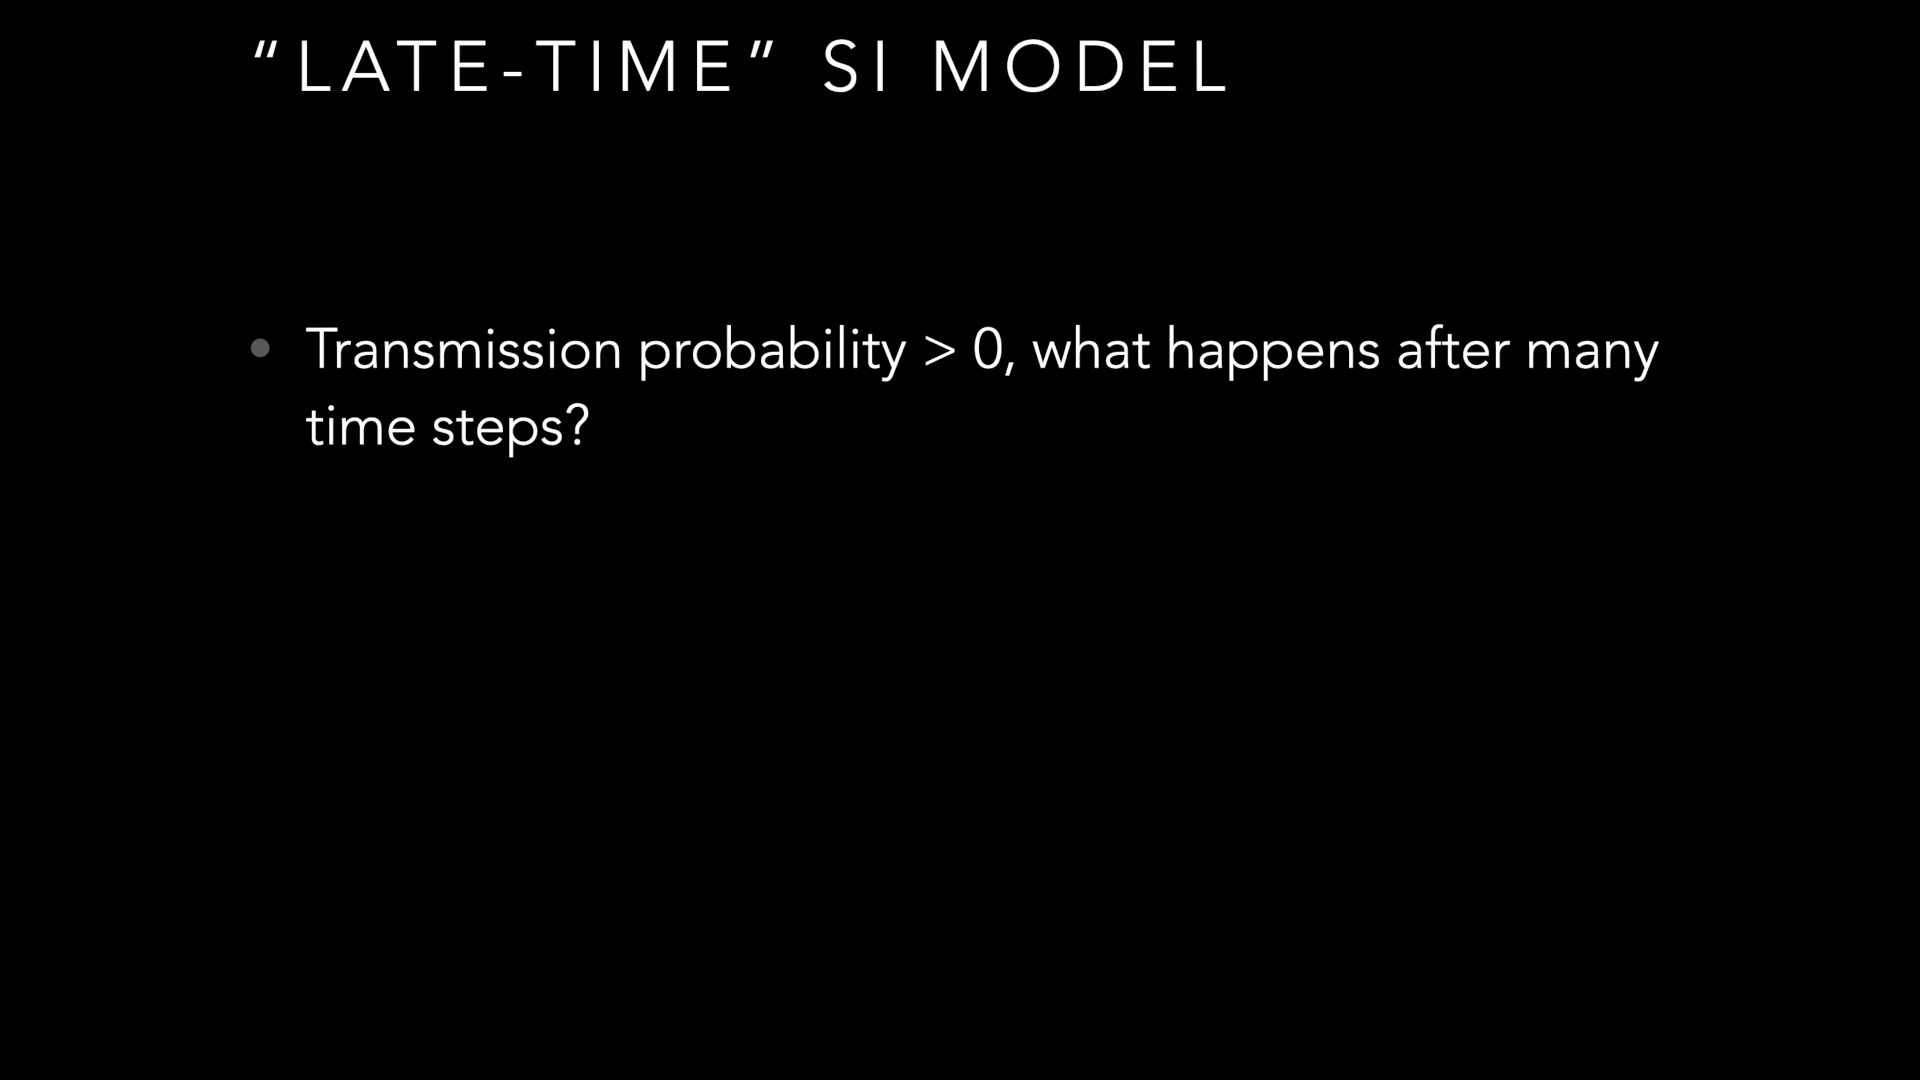 “LATE-TIME” SI MODEL
• Transmission probability > 0, what happens after many
time steps?